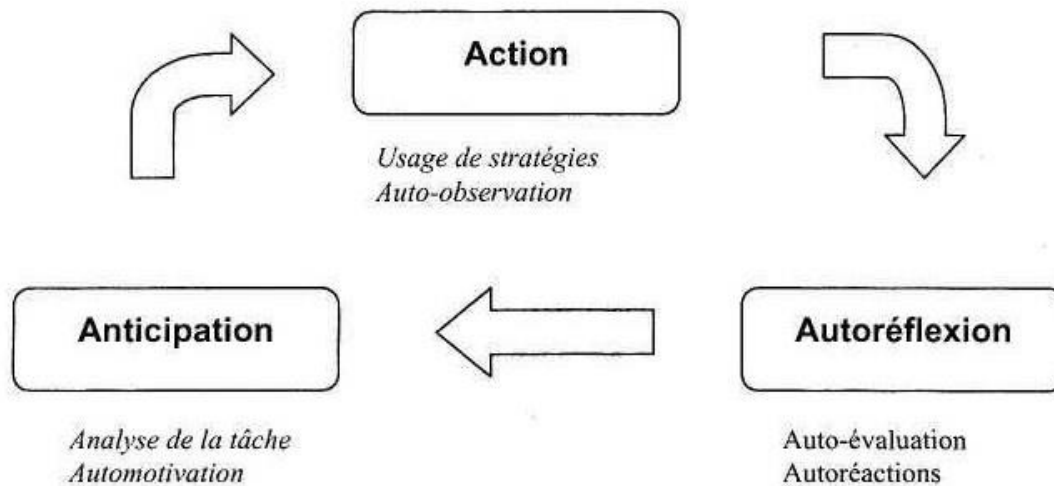 Action
Usage de stratégies
Auto-observation
Anticipation
Analyse de la tâche
Automotivation
Autoréflexion
Auto-évaluation
Autoréactions